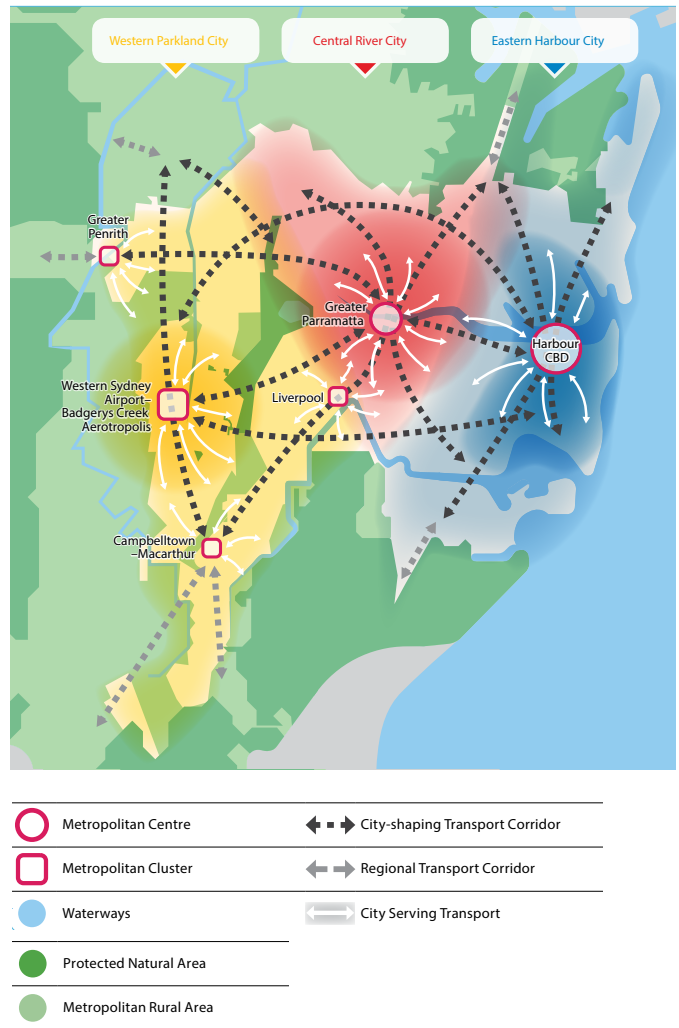 Western Parkland City
Central River City
Eastern Harbour City
Greater
Penrith
Greater
Parramatta
Harbour
CBD
Western Sydney
Airport–
Badgerys Creek
Aerotropolis
Liverpool
Campbelltown
–Macarthur
Metropolitan Centre
City-shaping Transport Corridor
Metropolitan Cluster
Regional Transport Corridor
Waterways
City Serving Transport
Protected Natural Area
Metropolitan Rural Area